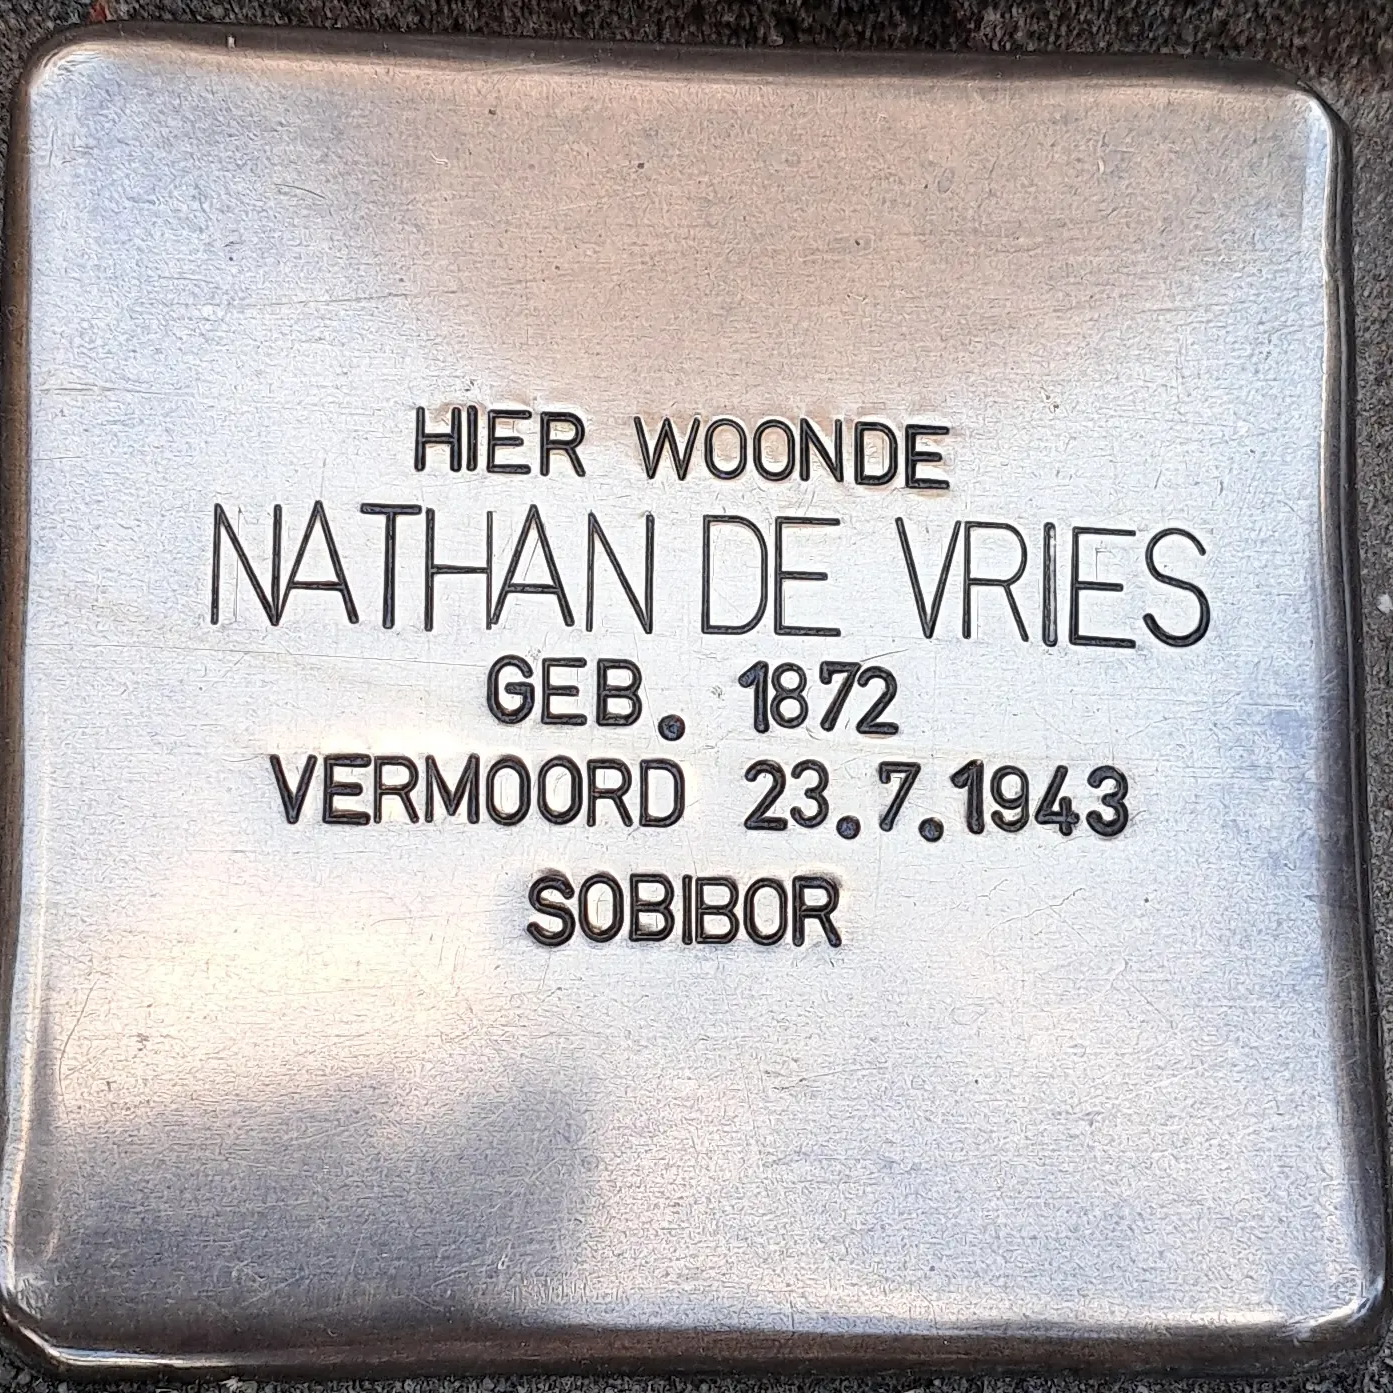 HIER WOONDE
NATHAN DE VRIES
GEB. 1872
VERMOORD 23.7.1943
SOBIBOR